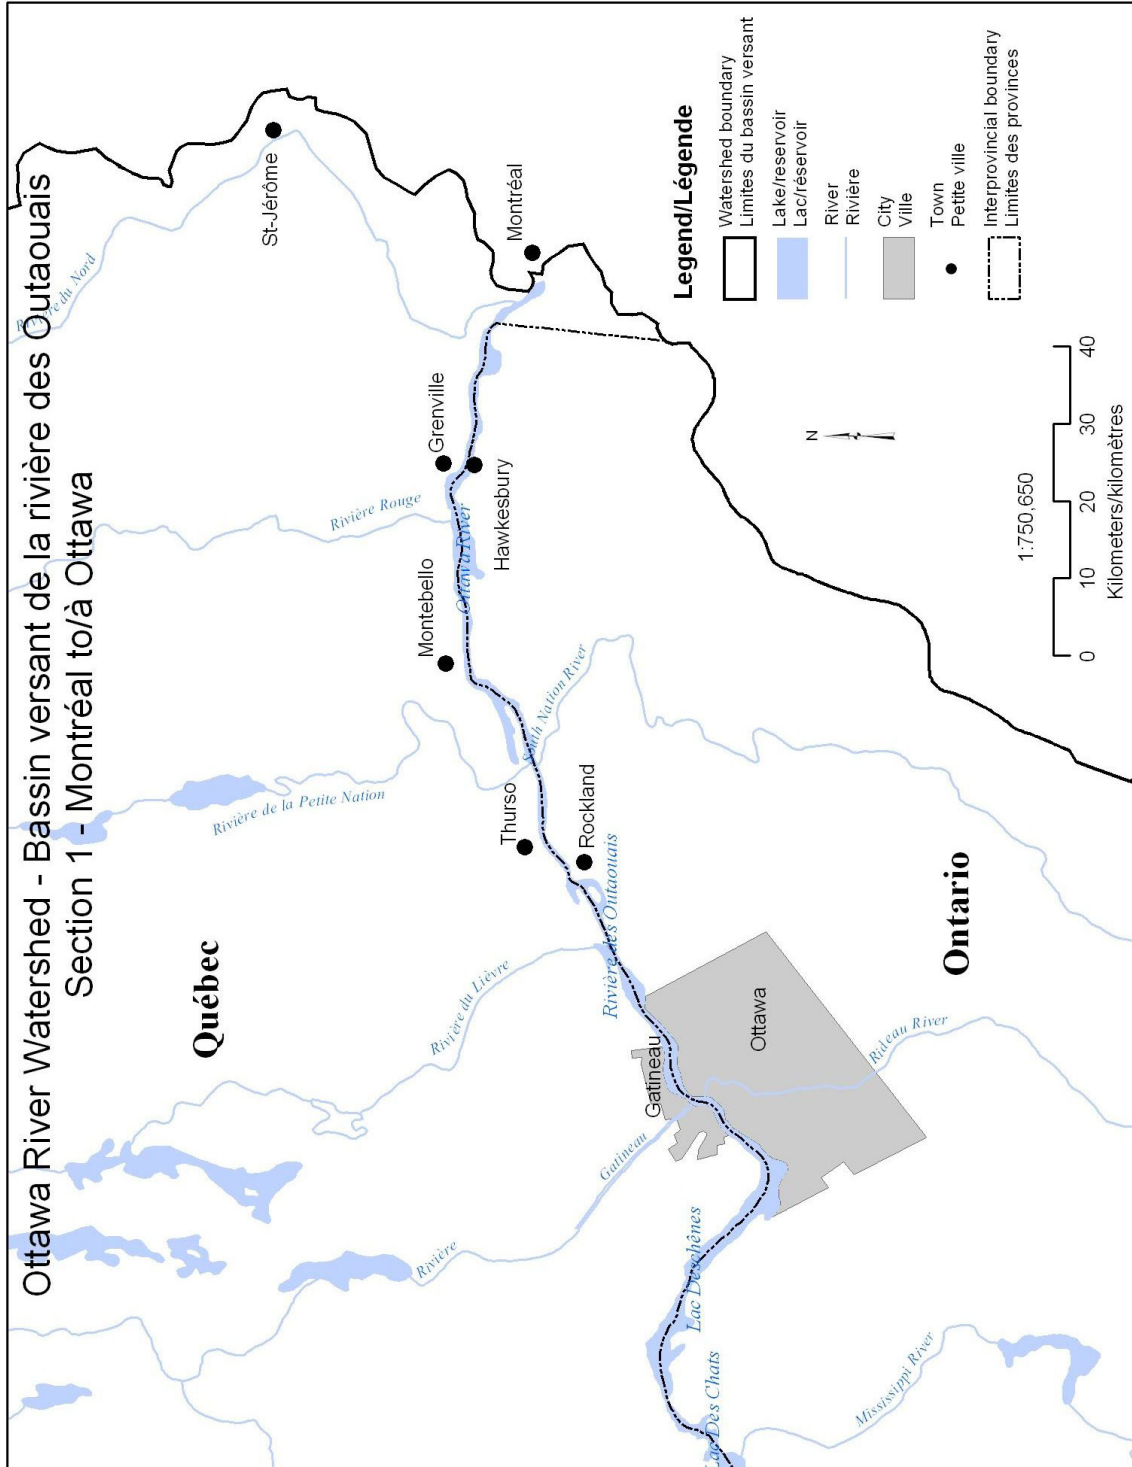 Ottawa River Watershed - Bassin versant de la rivière des Outaouais
Section 1 - Montréal to/à Ottawa
Rivière du Nord
St-Jérôme
Québec
Rivière de la Petite Nation
Rivière Rouge
Rivière du Lièvre
Rivière
Gatineau
Montebello
Grenville
Ottawa River
Hawkesbury
Montréal
Thurso
South Nation River
Rockland
Rivière des Outaouais
Gatineau
Ottawa
Lac Deschênes
Lac Des Chats
Mississippi River
Rideau River
Ontario
Legend/Légende
Watershed boundary
Limites du bassin versant
Lake/reservoir
Lac/réservoir
River
Rivière
City
Ville
Town
Petite ville
Interprovincial boundary
Limites des provinces
N
1:750,650
0 10 20 30 40
Kilometers/kilomètres